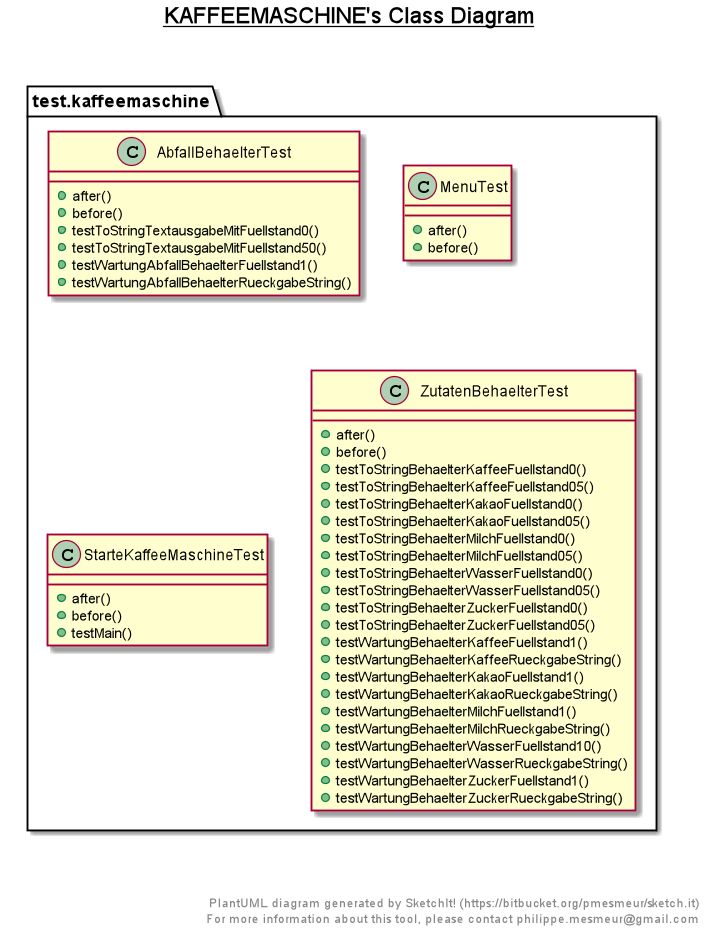 KAFFEEMASCHINE's Class Diagram
test.kaffeemaschine
C AbfallBehaelterTest
after()
before()
testToStringTextausgabeMitFuellstand0()
testToStringTextausgabeMitFuellstand50()
testWartungAbfallBehaelterFuellstand1()
testWartungAbfallBehaelterRueckgabeString()
C MenuTest
after()
before()
C StarteKaffeeMaschineTest
after()
before()
testMain()
C ZutatenBehaelterTest
after()
before()
testToStringBehaelterKaffeeFuellstand0()
testToStringBehaelterKaffeeFuellstand05()
testToStringBehaelterKakaoFuellstand0()
testToStringBehaelterKakaoFuellstand05()
testToStringBehaelterMilchFuellstand0()
testToStringBehaelterMilchFuellstand05()
testToStringBehaelterWasserFuellstand0()
testToStringBehaelterWasserFuellstand05()
testToStringBehaelterZuckerFuellstand0()
testToStringBehaelterZuckerFuellstand05()
testWartungBehaelterKaffeeFuellstand1()
testWartungBehaelterKaffeeRueckgabeString()
testWartungBehaelterKakaoFuellstand1()
testWartungBehaelterKakaoRueckgabeString()
testWartungBehaelterMilchFuellstand1()
testWartungBehaelterMilchRueckgabeString()
testWartungBehaelterWasserFuellstand10()
testWartungBehaelterWasserRueckgabeString()
testWartungBehaelterZuckerFuellstand1()
testWartungBehaelterZuckerRueckgabeString()
PlantUML diagram generated by SketchIt! (https://bitbucket.org/pmesmeur/sketch.it)
For more information about this tool, please contact philippe.mesmeur@gmail.com